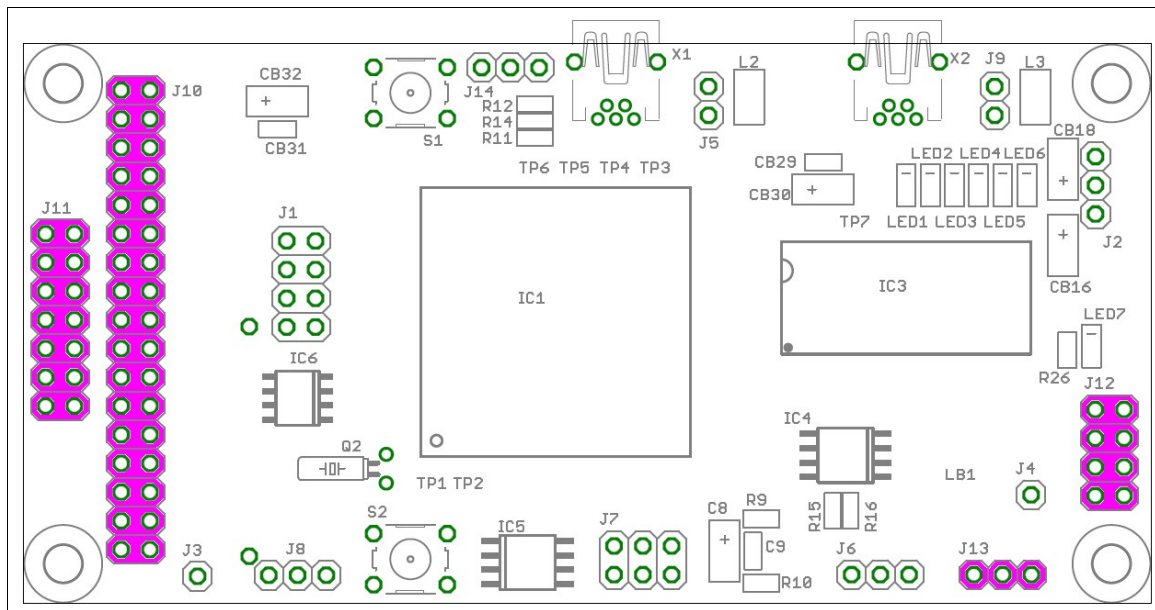 X1
L2
X2
J9
L3
CB32
J10
J14
R12
R14
R11
S1
CB31
J5
CB18
TP6 TP5 TP4 TP3
CB29
CB30
LED2 LED4 LED6
LED1 LED3 LED5
TP7
J2
J11
J1
IC1
IC3
CB16
LED7
IC6
R26
J12
IC4
Q2
TP1 TP2
LB1
J4
S2
IC5
J7
C8
R9
R15
R16
C9
J3
J8
J6
J13
R10